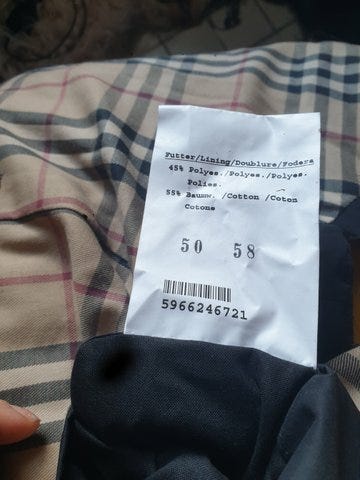 Futter/Lining/Doublure/Fodera
45% Polyes./Polyes./Polyes.
Polies.
55% Baumw. /Cotton /Coton
Cotone
50 58
5966246721